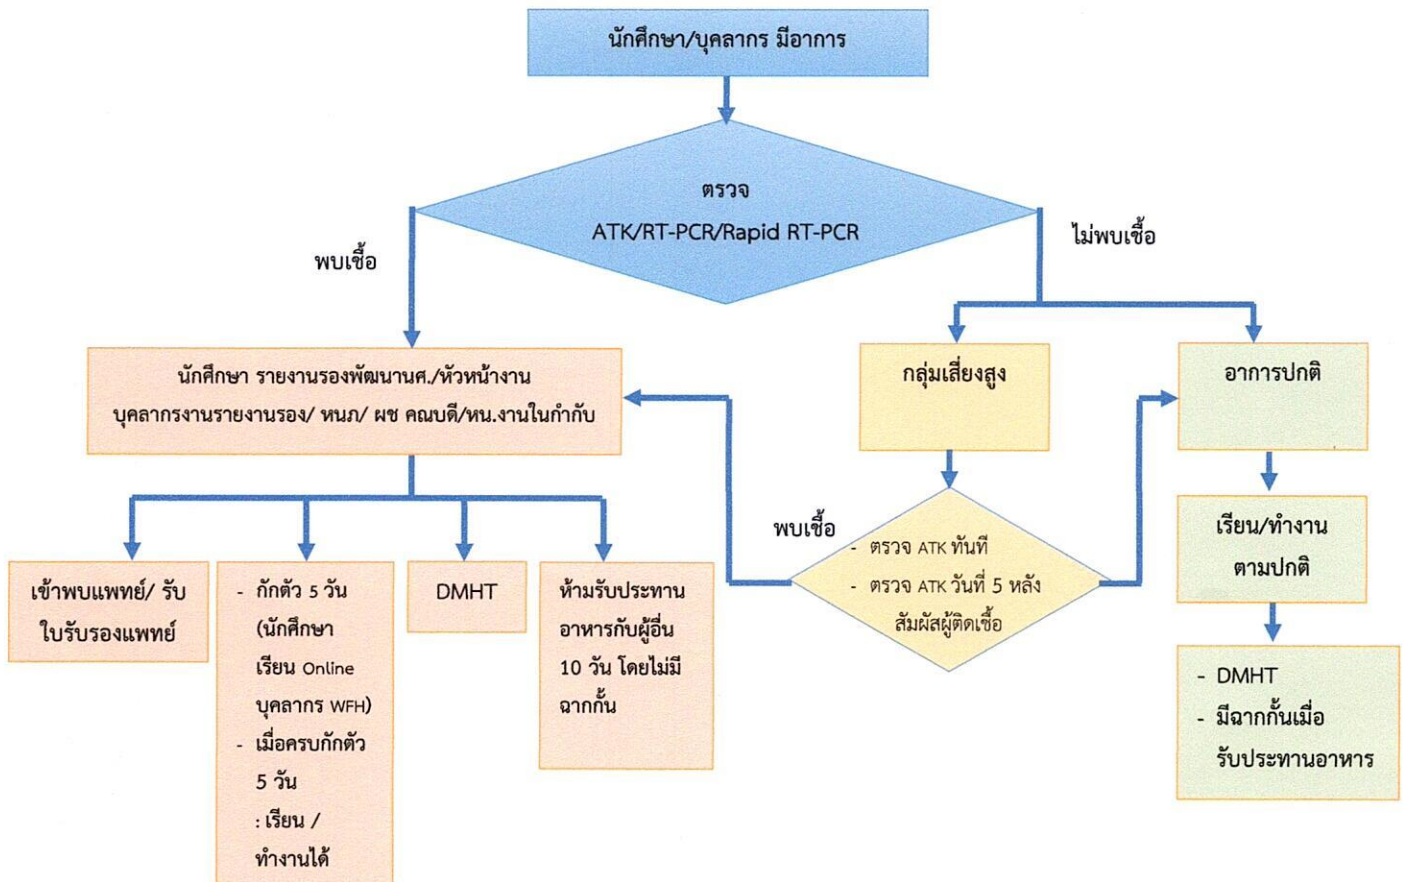 นักศึกษา/บุคลากร มีอาการ
ตรวจ
ATK/RT-PCR/Rapid RT-PCR
พบเชื้อ
ไม่พบเชื้อ
นักศึกษา รายงานรองพัฒนานศ./หัวหน้างาน
บุคลากรงานรายงานรอง/ หนภ/ ผช คณบดี/หน.งานในกำกับ
กลุ่มเสี่ยงสูง
อาการปกติ
พบเชื้อ
- ตรวจ ATK ทันที
- ตรวจ ATK วันที่ 5 หลัง
สัมผัสผู้ติดเชื้อ
เรียน/ทำงาน
ตามปกติ
เข้าพบแพทย์/ รับ
ใบรับรองแพทย์
- กักตัว 5 วัน
(นักศึกษา
เรียน Online
บุคลากร WFH)
- เมื่อครบกักตัว
5 วัน
: เรียน /
ทำงานได้
DMHT
ห้ามรับประทาน
อาหารกับผู้อื่น
10 วัน โดยไม่มี
ฉากกั้น
- DMHT
- มีฉากกั้นเมื่อ
รับประทานอาหาร